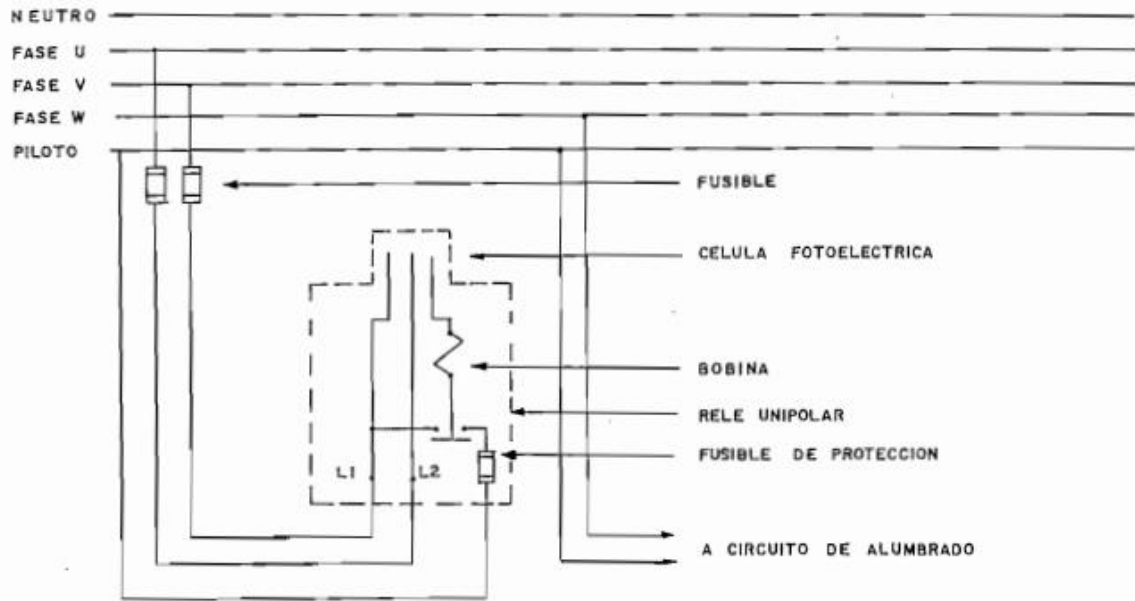 NEUTRO
FASE U
FASE V
FASE W
PILOTO
FUSIBLE
CELULA FOTOELECTRICA
BOBINA
RELE UNIPOLAR
FUSIBLE DE PROTECCION
L1
L2
A CIRCUITO DE ALUMBRADO